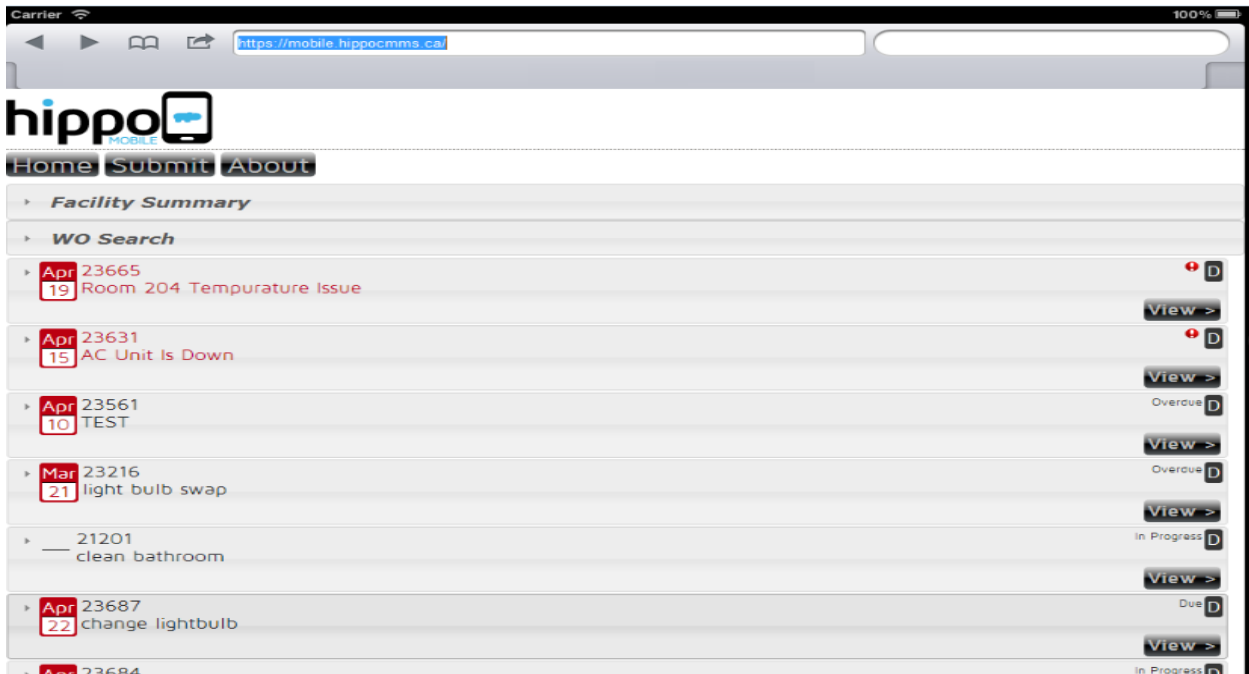 Carrier 100%
https://mobile.hippocmms.ca/
hippo
MOBILE
Home Submit About
Facility Summary
WO Search
Apr 23665 D
19 Room 204 Tempurature Issue
View >
Apr 23631 D
15 AC Unit Is Down
View >
Apr 23561 Overdue D
10 TEST
View >
Mar 23216 Overdue D
21 light bulb swap
View >
21201 In Progress D
clean bathroom
View >
Apr 23687 Due D
22 change lightbulb
View >
Apr 23684 In Progress D